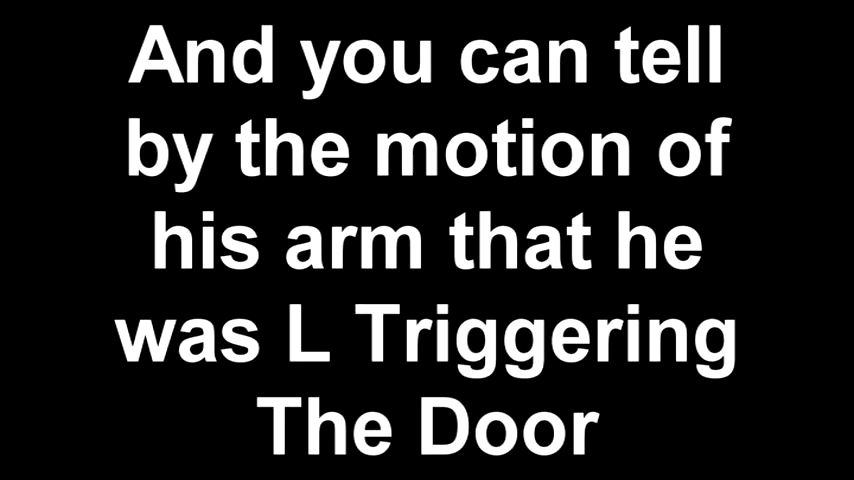 And you can tell
by the motion of
his arm that he
was L Triggering
The Door